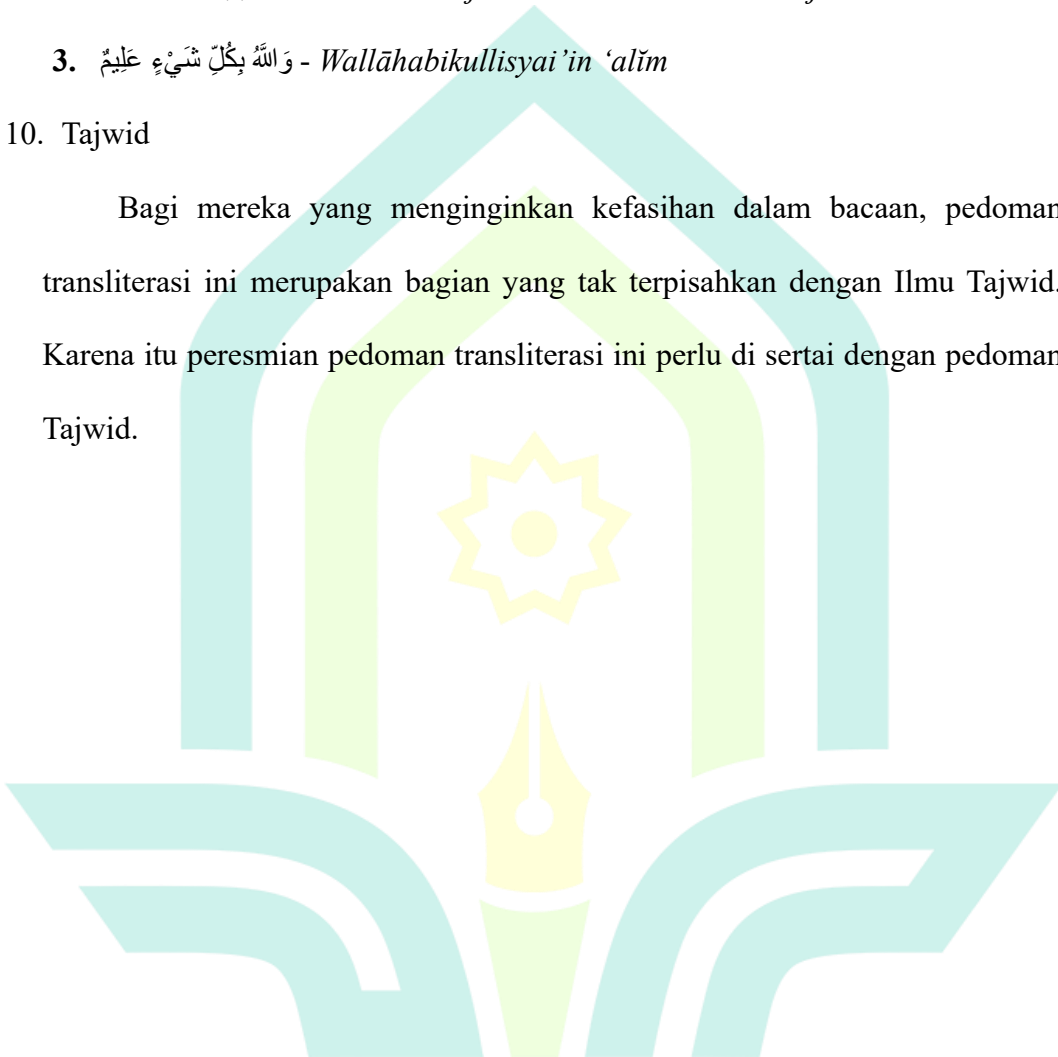 3. وَاللَّهُ بِكُلِّ شَيْءٍ عَلِيمٌ - Wallāhabikullisyai’in ‘alĭm
10. Tajwid
Bagi mereka yang menginginkan kefasihan dalam bacaan, pedoman
transliterasi ini merupakan bagian yang tak terpisahkan dengan Ilmu Tajwid.
Karena itu peresmian pedoman transliterasi ini perlu di sertai dengan pedoman
Tajwid.